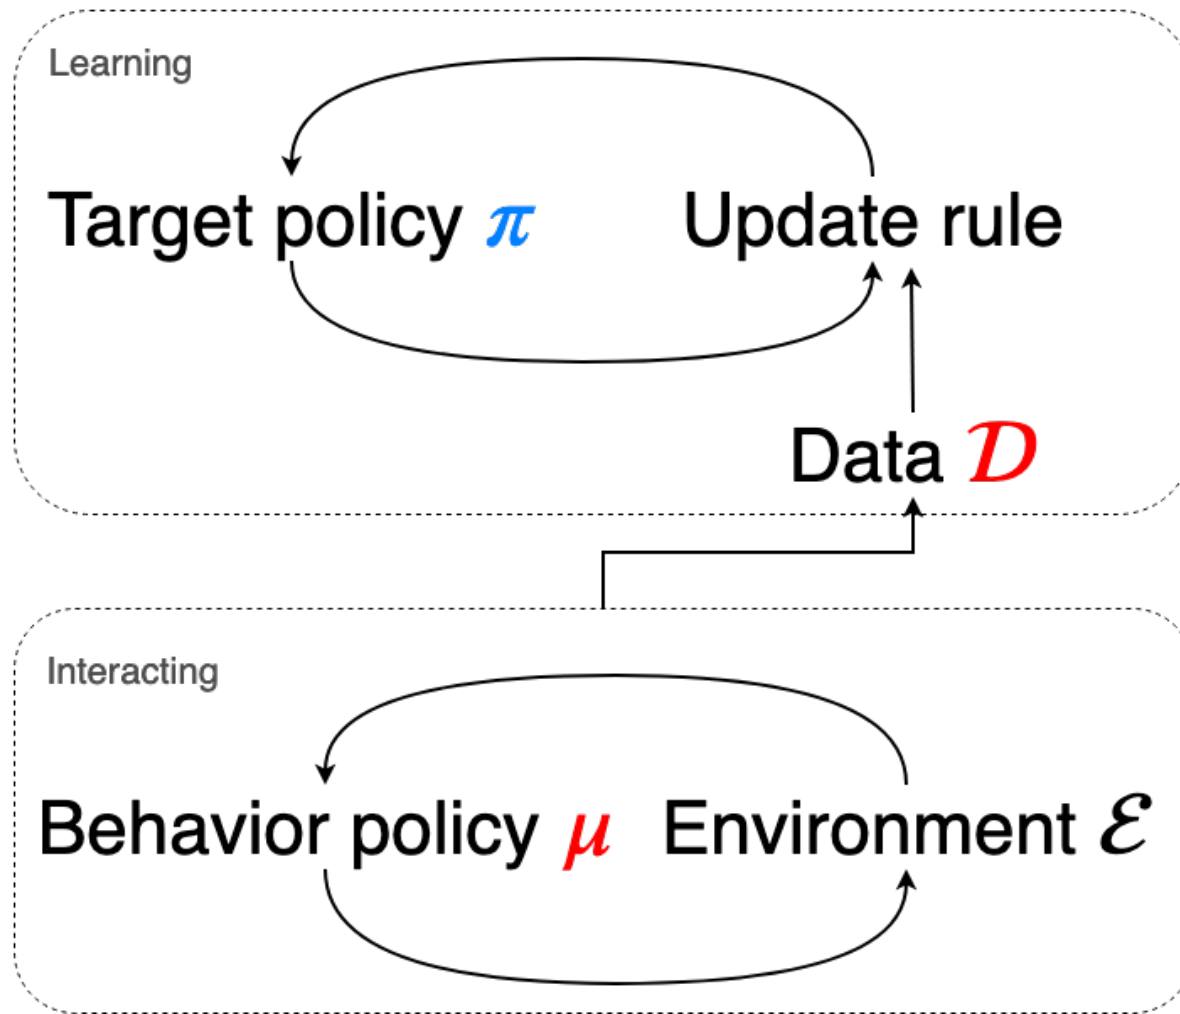 Learning
Target policy π Update rule
Data 𝒟
Interacting
Behavior policy μ Environment ℰ